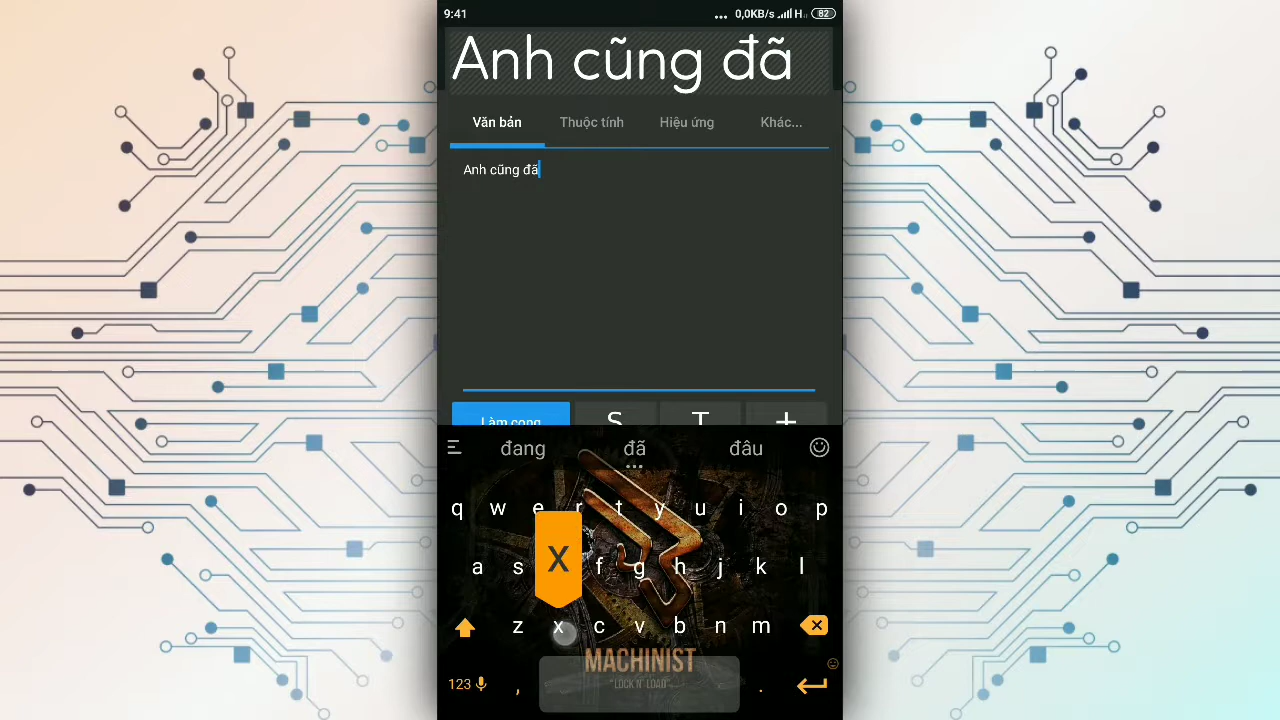 9:41 ... 0,0KB/s H 82
Anh cũng đã
Văn bản Thuộc tính Hiệu ứng Khác...
Anh cũng đã
Làm cong S T +
đang đã đâu
q w e r t y u i o p
X
a s f g h j k l
z x c v b n m
MACHINIST
"LOCK N' LOAD"
123 , .